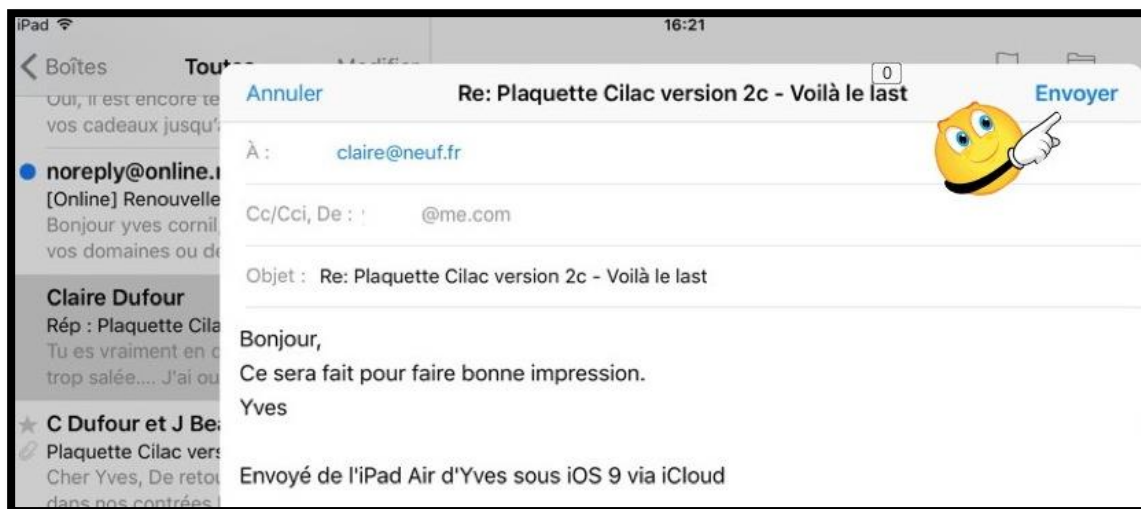 iPad
16:21
Boîtes
Modifier
Oui, il est encore te
vos cadeaux jusqu'
noreply@online.
[Online] Renouvelle
Bonjour yves cornil
vos domaines ou de
Claire Dufour
Rép : Plaquette Cila
Tu es vraiment en
trop salée.... J'ai ou
C Dufour et J Bea
Plaquette Cilac vers
Cher Yves, De retou
dans nos contrées
Annuler
Re: Plaquette Cilac version 2c - Voilà le last
0
Envoyer
À : claire@neuf.fr
Cc/Cci, De : @me.com
Objet : Re: Plaquette Cilac version 2c - Voilà le last
Bonjour,
Ce sera fait pour faire bonne impression.
Yves
Envoyé de l'iPad Air d'Yves sous iOS 9 via iCloud